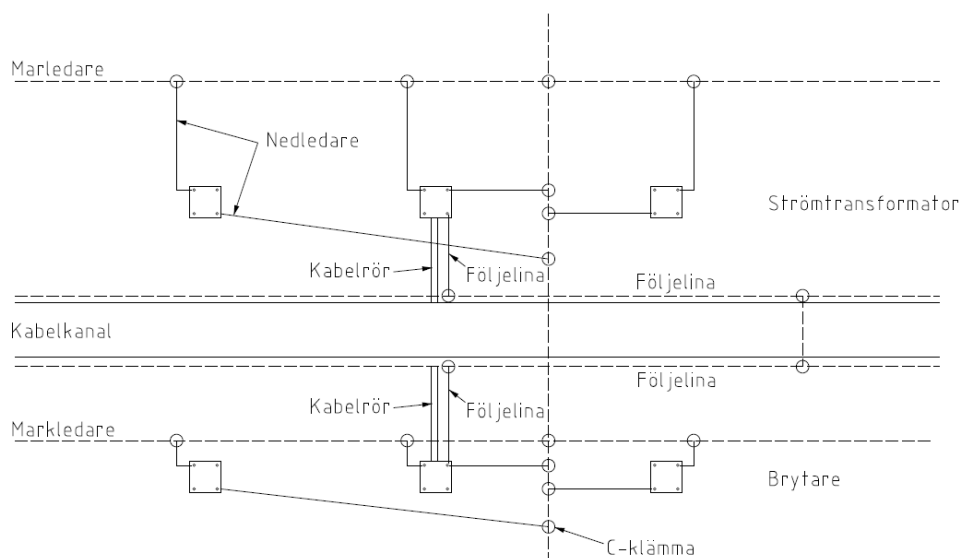 Marledare
Nedledare
Strömtransformator
Kabelrör
Följelina
Följelina
Kabelkanal
Följelina
Kabelrör
Följelina
Markledare
Brytare
C-klämma